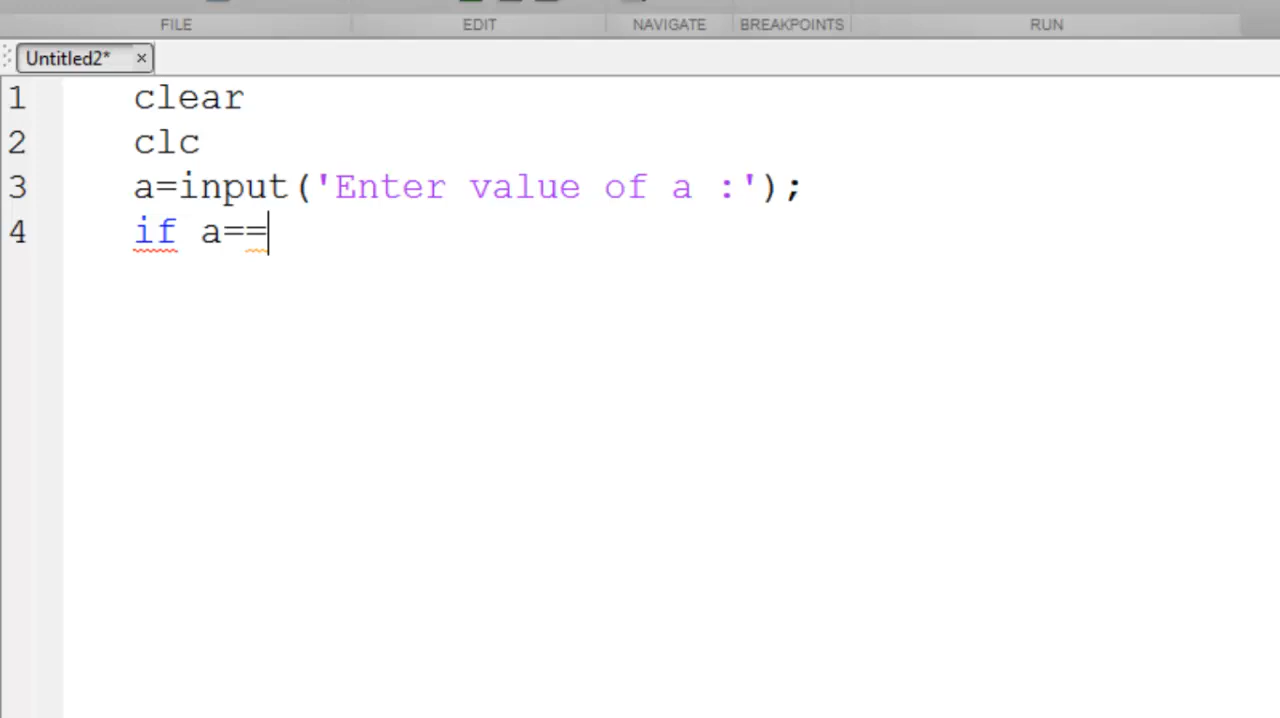 FILE EDIT NAVIGATE BREAKPOINTS RUN
Untitled2* ×
1 clear
2 clc
3 a=input('Enter value of a :');
4 if a==